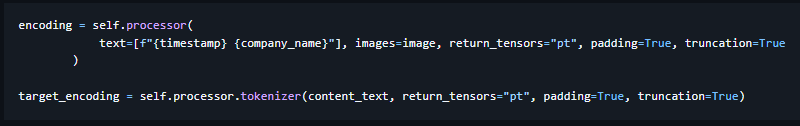 encoding = self.processor(
            text=[f"{timestamp} {company_name}"], images=image, return_tensors="pt", padding=True, truncation=True
        )

target_encoding = self.processor.tokenizer(content_text, return_tensors="pt", padding=True, truncation=True)